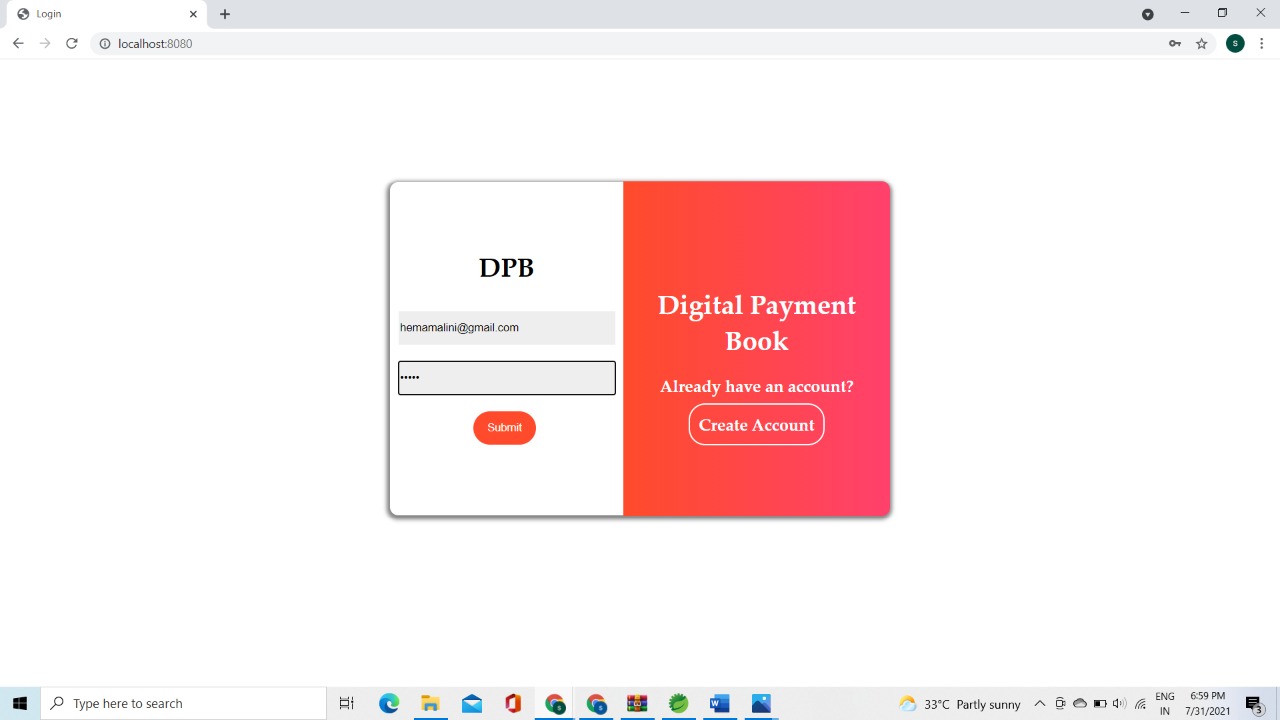 Login
localhost:8080
S
DPB
hemamalini@gmail.com
•••••
Submit
Digital Payment
Book
Already have an account?
Create Account
Type here to search
33°C Partly sunny
ENG
IN
6:59 PM
7/31/2021
3